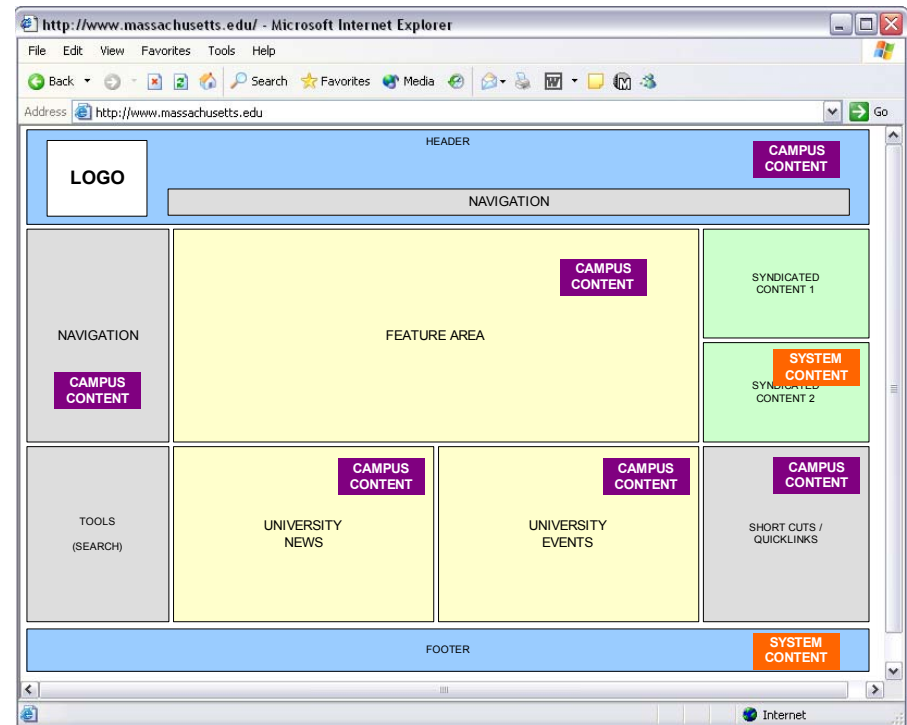 http://www.massachusetts.edu/ - Microsoft Internet Explorer
File Edit View Favorites Tools Help
Back Search Favorites Media
Address http://www.massachusetts.edu Go
HEADER
LOGO
CAMPUS
CONTENT
NAVIGATION
NAVIGATION
CAMPUS
CONTENT
CAMPUS
CONTENT
FEATURE AREA
SYNDICATED
CONTENT 1
SYSTEM
CONTENT
SYNDICATED
CONTENT 2
TOOLS
(SEARCH)
CAMPUS
CONTENT
UNIVERSITY
NEWS
CAMPUS
CONTENT
UNIVERSITY
EVENTS
CAMPUS
CONTENT
SHORT CUTS /
QUICKLINKS
FOOTER
SYSTEM
CONTENT
Internet